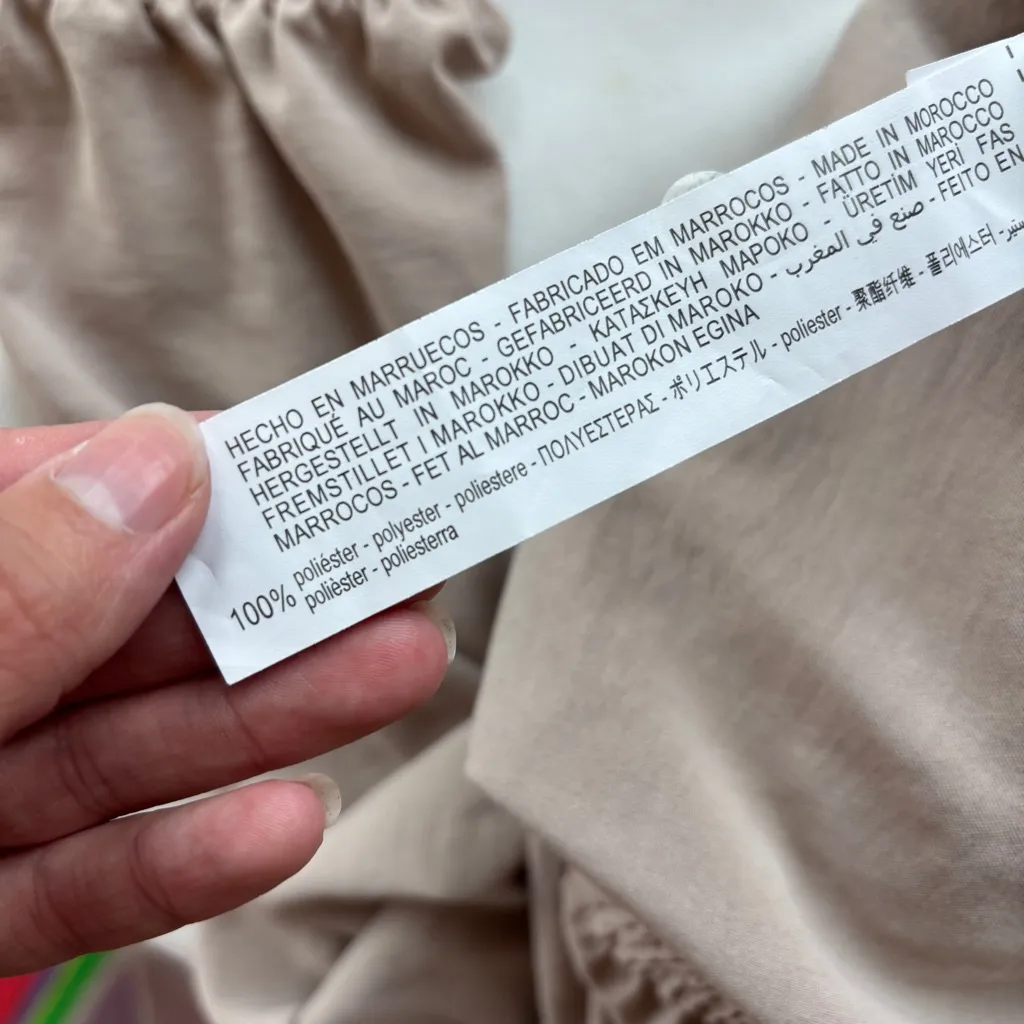 HECHO EN MARRUECOS - FABRICADO EM MARROCOS - MADE IN MOROCCO
FABRIQUÉ AU MAROC - GEFABRICEERD IN MAROKKO - FATTO IN MAROCCO
HERGESTELLT IN MAROKKO - ΚΑΤΑΣΚΕΥΗ ΜΑΡΟΚΟ - ÜRETİM YERİ FAS
FREMSTILLET I MAROKKO - DIBUAT DI MAROKO - صنع في المغرب - FEITO EN
MARROCOS - FET AL MARROC - MAROKON EGINA
100% poliéster - polyester - poliestere - ΠΟΛΥΕΣΤΕΡΑΣ - ポリエステル - poliester - 聚酯纤维 - 폴리에스터 -
polièster - poliesterra